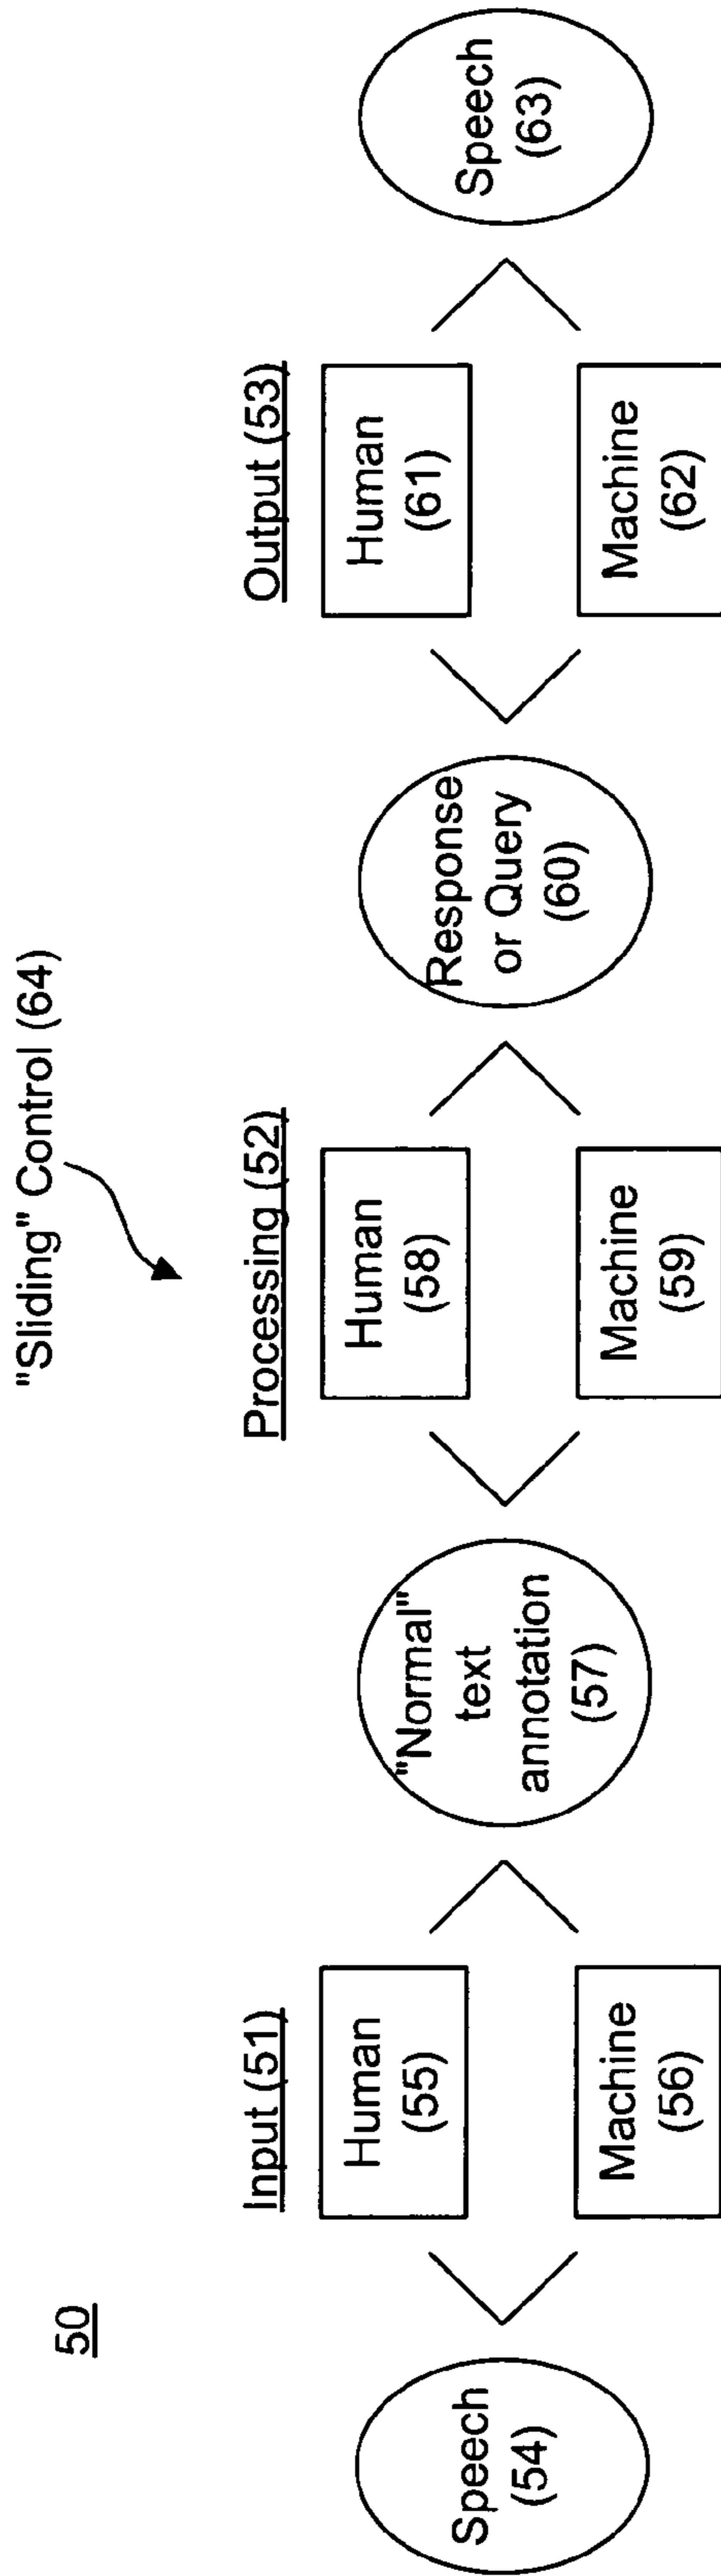 50
"Sliding" Control (64)
Input (51)
Processing (52)
Output (53)
Speech
(54)
Human
(55)
Machine
(56)
"Normal"
text
annotation
(57)
Human
(58)
Machine
(59)
Response
or Query
(60)
Human
(61)
Machine
(62)
Speech
(63)